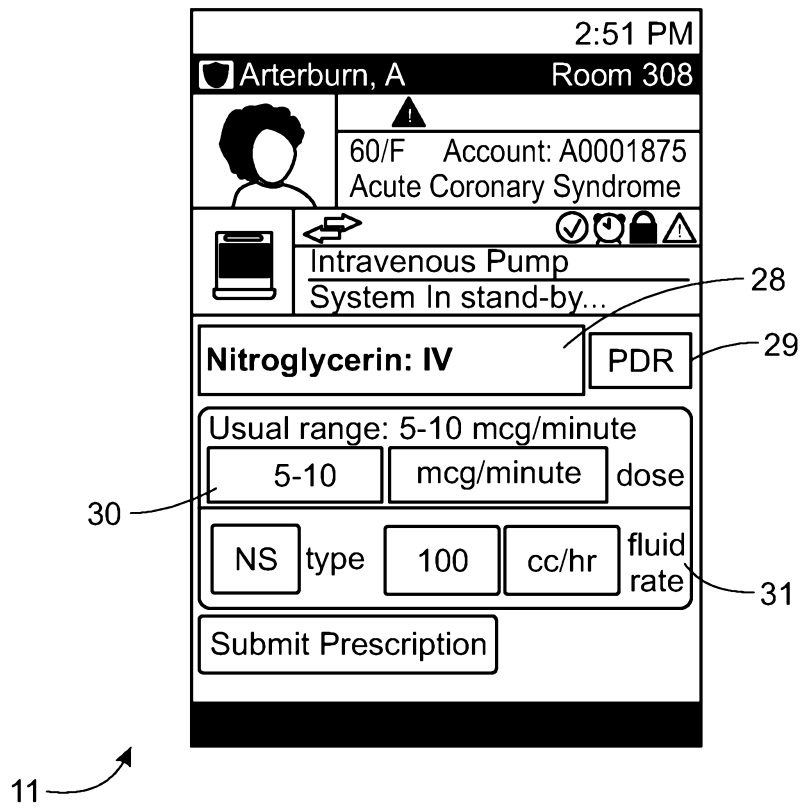 2:51 PM
Arterburn, A Room 308
60/F Account: A0001875
Acute Coronary Syndrome
Intravenous Pump
System In stand-by...
28
Nitroglycerin: IV PDR
29
Usual range: 5-10 mcg/minute
5-10 mcg/minute dose
30
NS type 100 cc/hr fluid rate
31
Submit Prescription
11